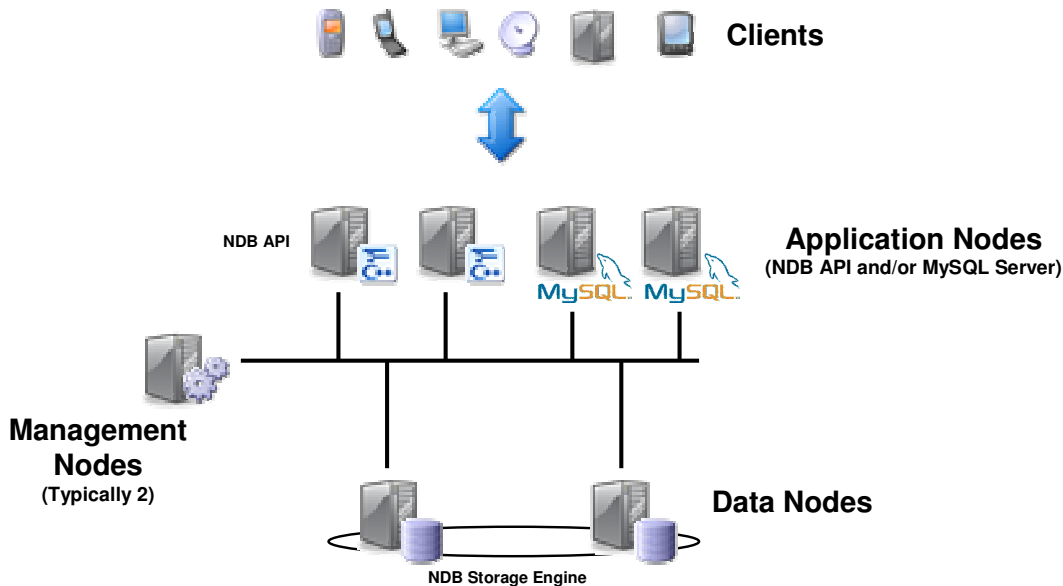 Clients
NDB API
Application Nodes
(NDB API and/or MySQL Server)
MySQL
MySQL
Management
Nodes
(Typically 2)
Data Nodes
NDB Storage Engine